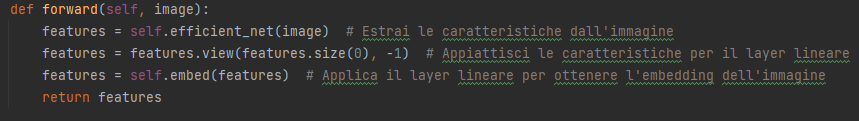 def forward(self, image):
features = self.efficient_net(image)  # Estrai le caratteristiche dall'immagine
features = features.view(features.size(0), -1)  # Appiattisci le caratteristiche per il layer lineare
features = self.embed(features)  # Applica il layer lineare per ottenere l'embedding dell'immagine
return features